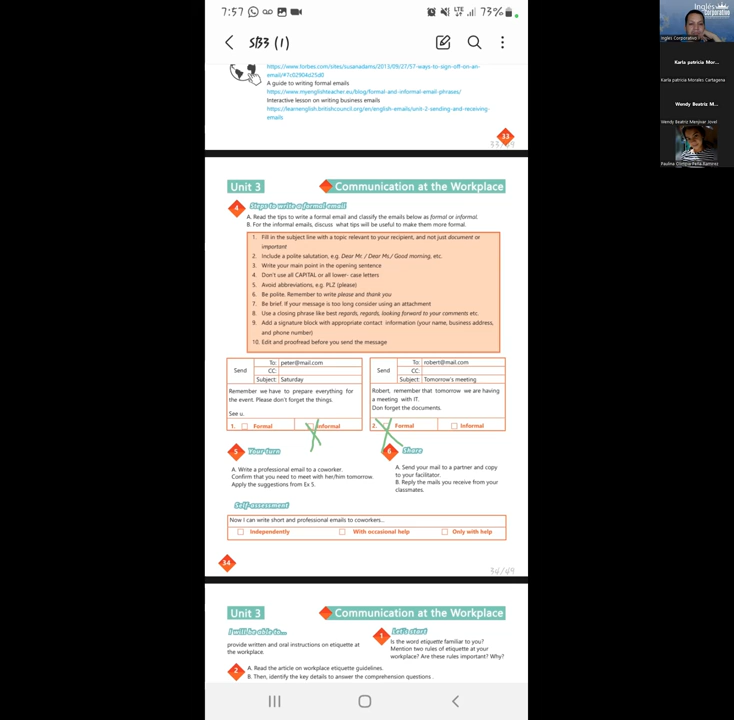 7:57
LTE
73%
SB3 (1)
https://www.forbes.com/sites/susanadams/2013/09/27/57-ways-to-sign-off-on-an-
email/#7c02904d25d0
A guide to writing formal emails
https://www.myenglishteacher.eu/blog/formal-and-informal-email-phrases/
Interactive lesson on writing business emails
https://learnenglish.britishcouncil.org/en/english-emails/unit-2-sending-and-receiving-
emails
33
33/49
Unit 3
Communication at the Workplace
4
Steps to write a formal email
A. Read the tips to write a formal email and classify the emails below as formal or informal.
B. For the informal emails, discuss what tips will be useful to make them more formal.
1. Fill in the subject line with a topic relevant to your recipient, and not just document or
important
2. Include a polite salutation, e.g. Dear Mr. / Dear Ms./ Good morning, etc.
3. Write your main point in the opening sentence
4. Don't use all CAPITAL or all lower- case letters
5. Avoid abbreviations, e.g. PLZ (please)
6. Be polite. Remember to write please and thank you
7. Be brief. If your message is too long consider using an attachment
8. Use a closing phrase like best regards, regards, looking forward to your comments etc.
9. Add a signature block with appropriate contact information (your name, business address,
and phone number)
10. Edit and proofread before you send the message
Send
To: peter@mail.com
CC:
Subject: Saturday
Remember we have to prepare everything for
the event. Please don't forget the things.
See u.
1. Formal Informal
Send
To: robert@mail.com
CC:
Subject: Tomorrow's meeting
Robert, remember that tomorrow we are having
a meeting with IT.
Don forget the documents.
2. Formal Informal
5
Your turn
A. Write a professional email to a coworker.
Confirm that you need to meet with her/him tomorrow.
Apply the suggestions from Ex 5.
6
Share
A. Send your mail to a partner and copy
to your facilitator.
B. Reply the mails you receive from your
classmates.
Self-assessment
Now I can write short and professional emails to coworkers...
Independently With occasional help Only with help
34
34/49
Unit 3
Communication at the Workplace
I will be able to...
provide written and oral instructions on etiquette at
the workplace.
1
Let's start
Is the word etiquette familiar to you?
Mention two rules of etiquette at your
workplace? Are these rules important? Why?
2
A. Read the article on workplace etiquette guidelines.
B. Then, identify the key details to answer the comprehension questions .
Inglés
Corporativo
Inglés Corporativo
Karla patricia Mor...
Karla patricia Morales Cartagena
Wendy Beatriz M...
Wendy Beatriz Menjivar Jovel
Paulina Olimpia Peña Ramirez